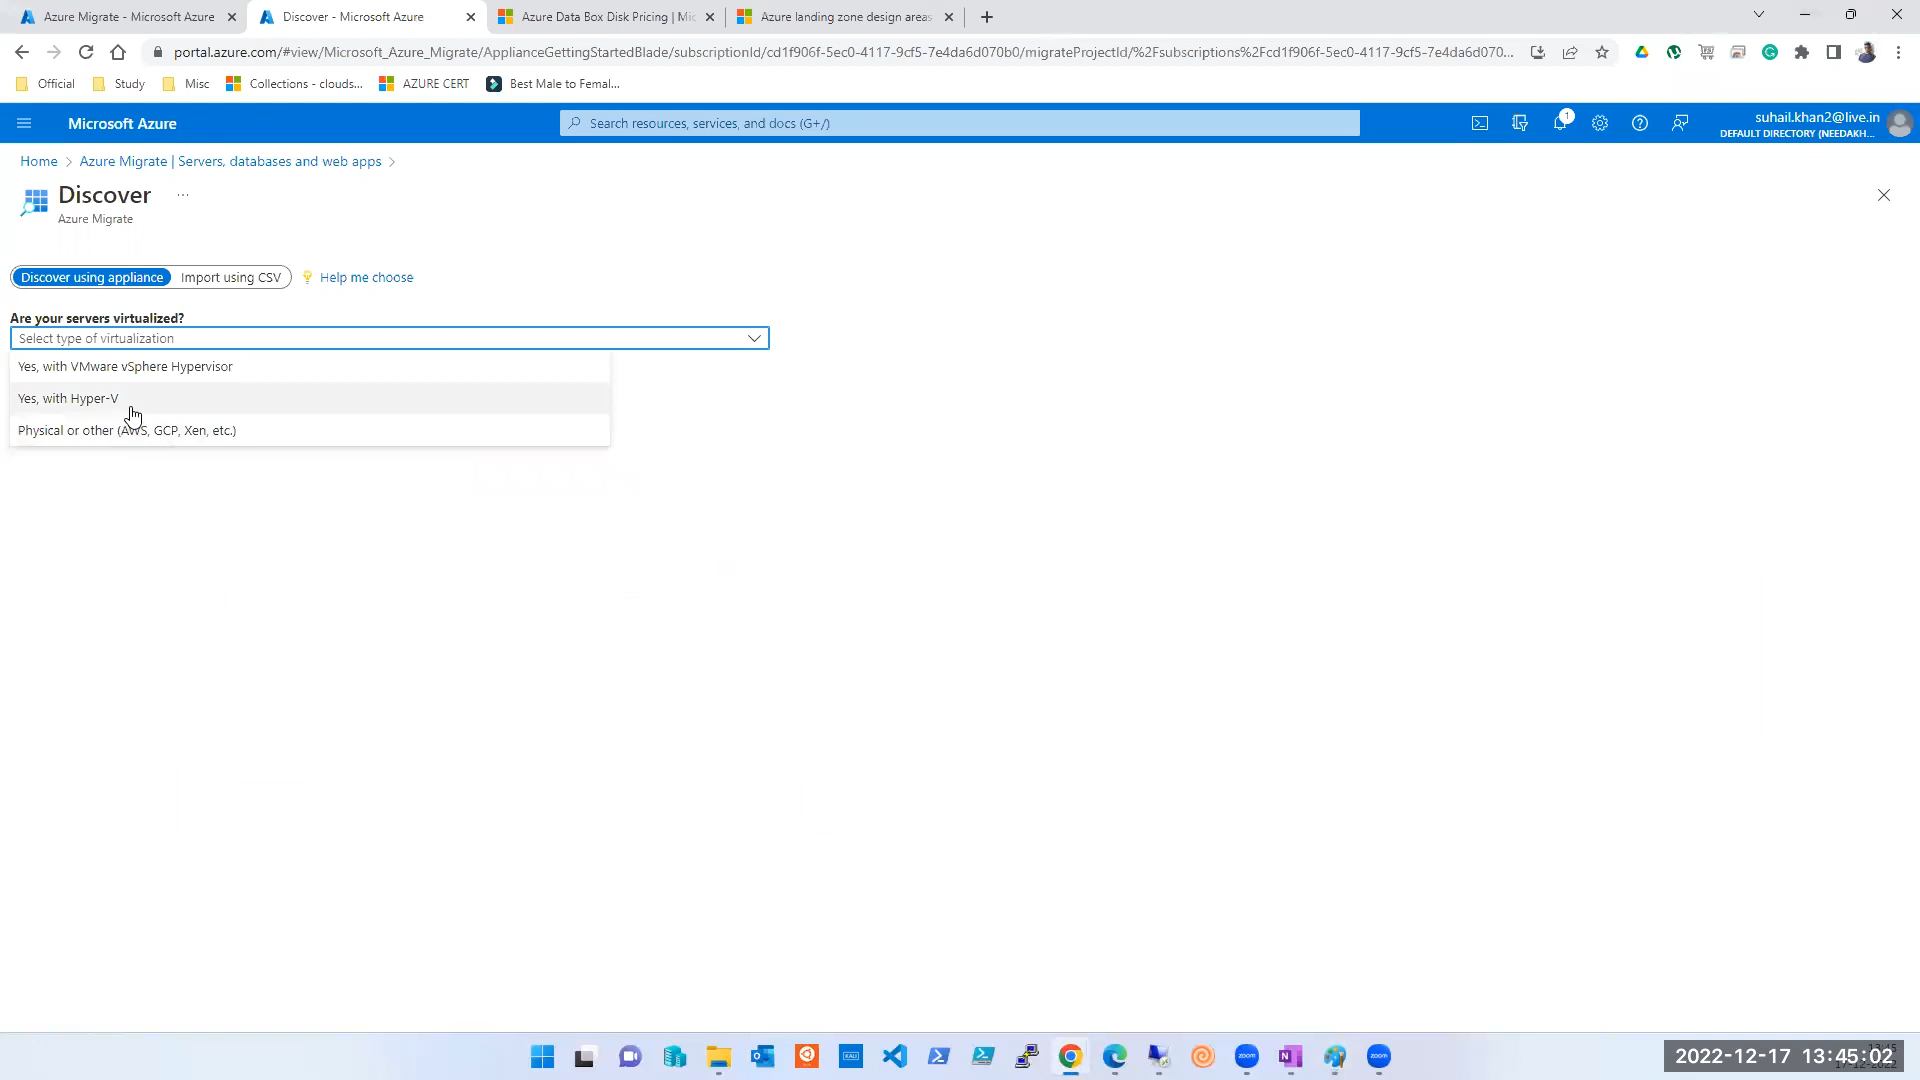 Azure Migrate - Microsoft Azure
Discover - Microsoft Azure
Azure Data Box Disk Pricing | Mic
Azure landing zone design areas
portal.azure.com/#view/Microsoft_Azure_Migrate/ApplianceGettingStartedBlade/subscriptionId/cd1f906f-5ec0-4117-9cf5-7e4da6d070b0/migrateProjectId/%2Fsubscriptions%2Fcd1f906f-5ec0-4117-9cf5-7e4da6d070...
Official
Study
Misc
Collections - clouds...
AZURE CERT
Best Male to Femal...
Microsoft Azure
Search resources, services, and docs (G+/)
1
suhail.khan2@live.in
DEFAULT DIRECTORY (NEEDAKH...
Home > Azure Migrate | Servers, databases and web apps >
Discover ...
Azure Migrate
Discover using appliance
Import using CSV
Help me choose
Are your servers virtualized?
Select type of virtualization
Yes, with VMware vSphere Hypervisor
Yes, with Hyper-V
Physical or other (AWS, GCP, Xen, etc.)
2022-12-17 13:45:02